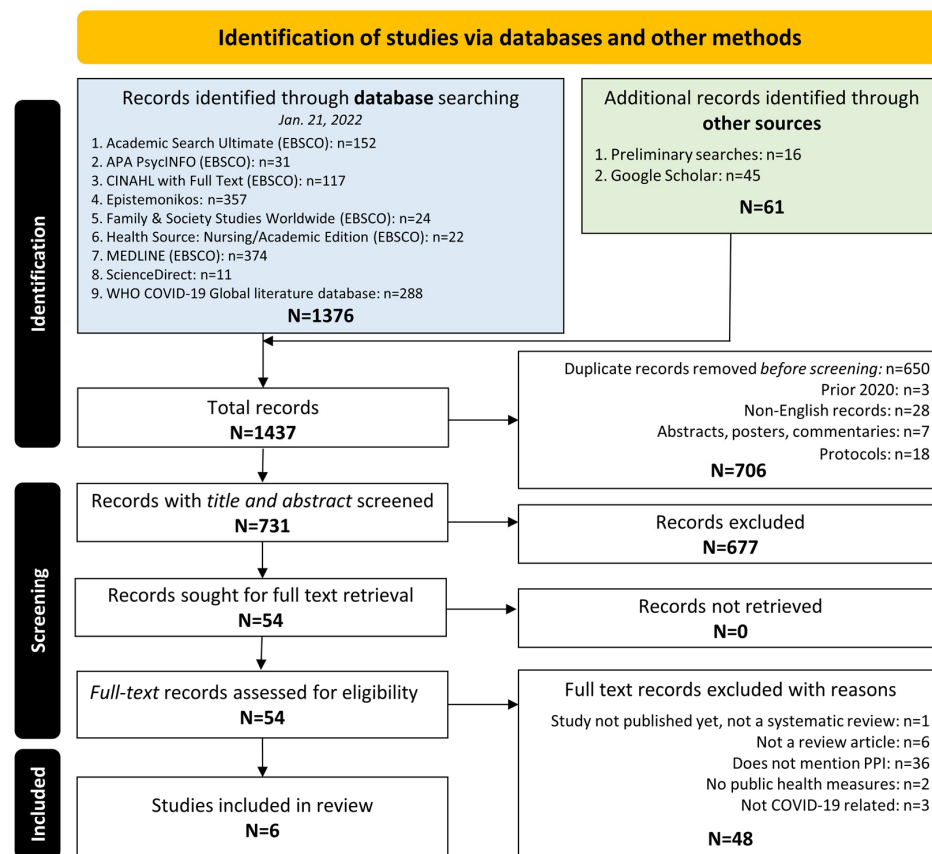 Identification of studies via databases and other methods
Identification
Records identified through database searching
Jan. 21, 2022
1. Academic Search Ultimate (EBSCO): n=152
2. APA PsycINFO (EBSCO): n=31
3. CINAHL with Full Text (EBSCO): n=117
4. Epistemonikos: n=357
5. Family & Society Studies Worldwide (EBSCO): n=24
6. Health Source: Nursing/Academic Edition (EBSCO): n=22
7. MEDLINE (EBSCO): n=374
8. ScienceDirect: n=11
9. WHO COVID-19 Global literature database: n=288
N=1376
Additional records identified through
other sources
1. Preliminary searches: n=16
2. Google Scholar: n=45
N=61
Total records
N=1437
Duplicate records removed before screening: n=650
Prior 2020: n=3
Non-English records: n=28
Abstracts, posters, commentaries: n=7
Protocols: n=18
N=706
Screening
Records with title and abstract screened
N=731
Records excluded
N=677
Records sought for full text retrieval
N=54
Records not retrieved
N=0
Full-text records assessed for eligibility
N=54
Full text records excluded with reasons
Study not published yet, not a systematic review: n=1
Not a review article: n=6
Does not mention PPI: n=36
No public health measures: n=2
Not COVID-19 related: n=3
N=48
Included
Studies included in review
N=6